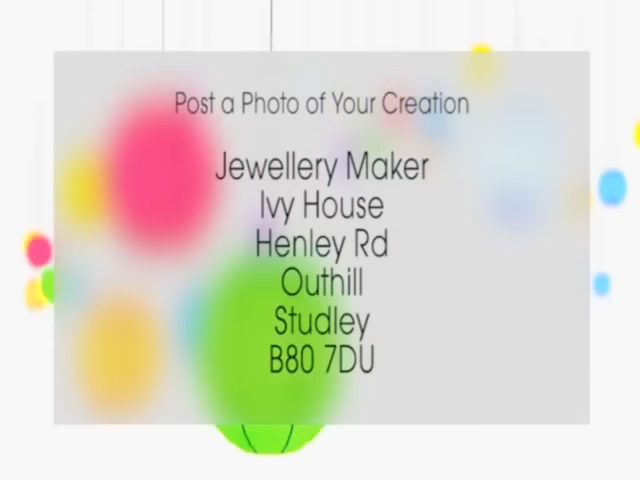 Post a Photo of Your Creation
Jewellery Maker
Ivy House
Henley Rd
Outhill
Studley
B80 7DU